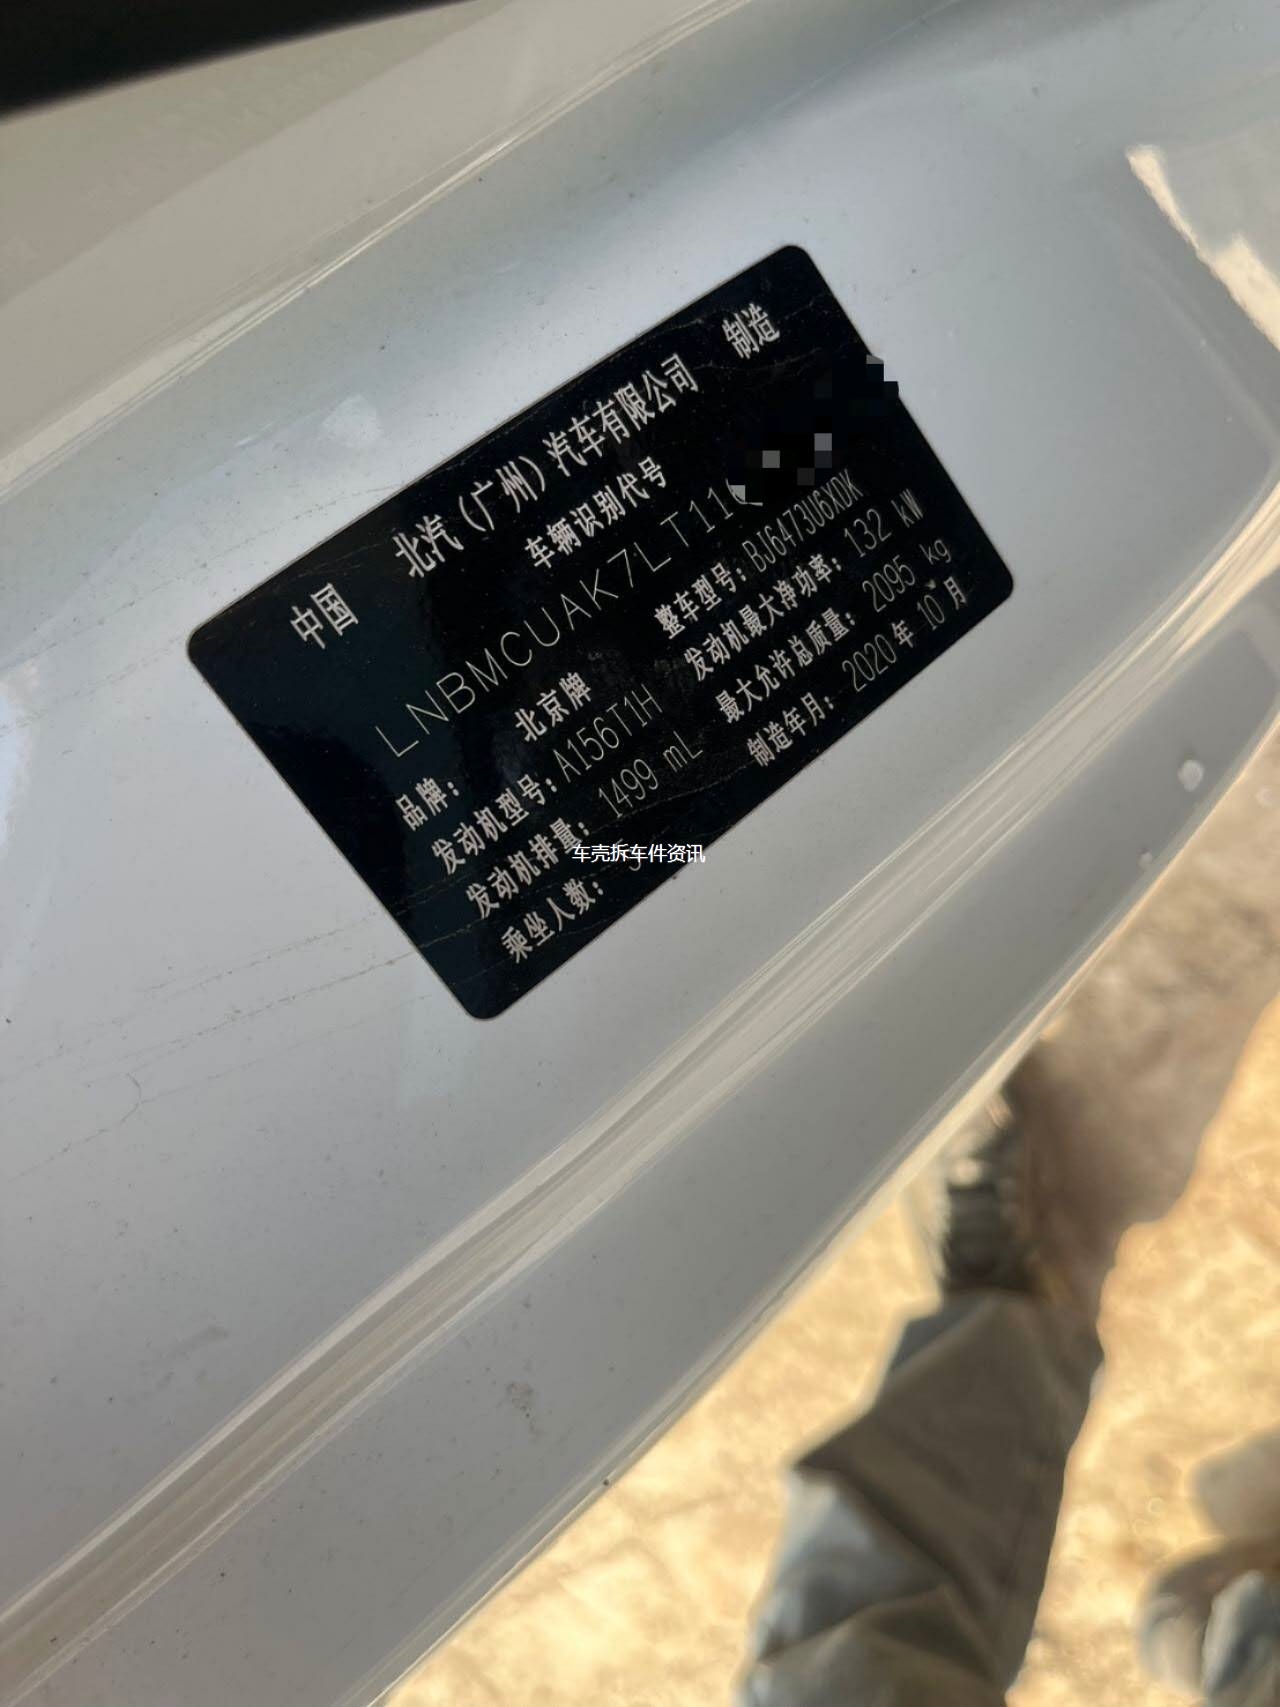 中国 北汽（广州）汽车有限公司 制造
车辆识别代号
LNBMCUAK7LT11
品牌： 北京牌 整车型号：BJ6473U6XDK
发动机型号：A156T1H 发动机最大净功率：132 kW
发动机排量：1499 mL 最大允许总质量：2095 kg
乘坐人数：5 制造年月：2020年10月
车壳拆车件资讯